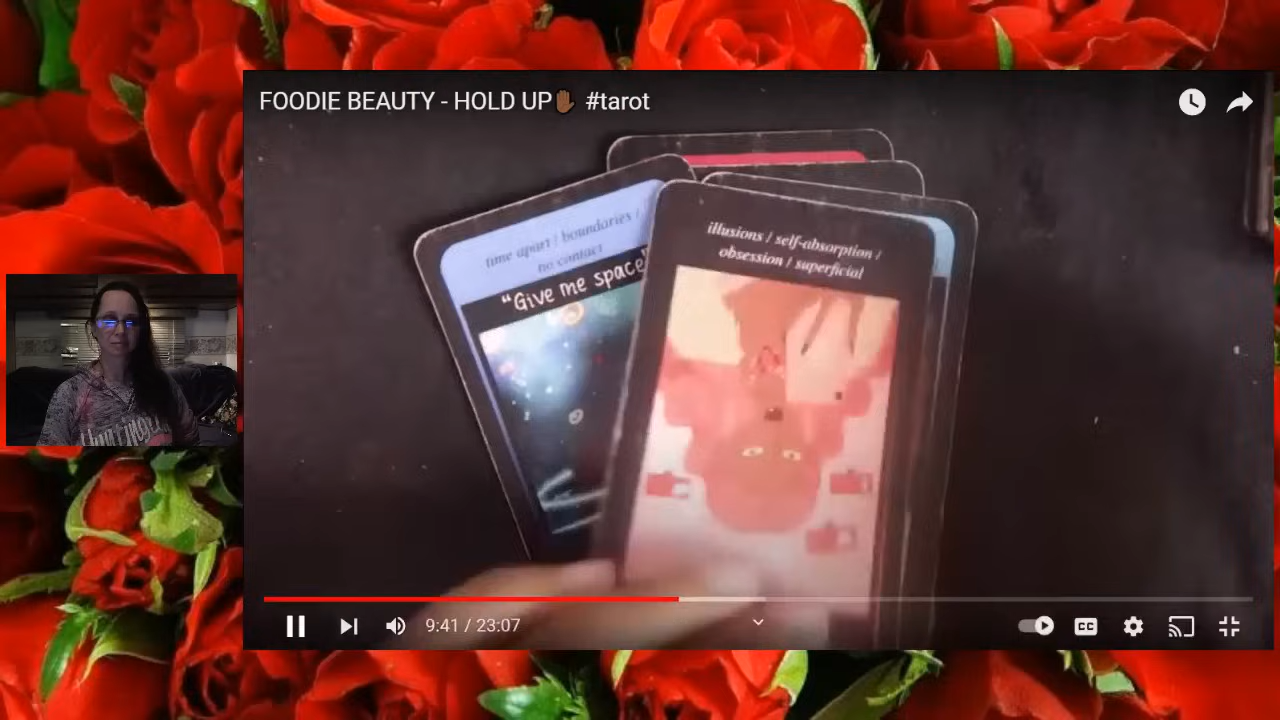 FOODIE BEAUTY - HOLD UP✋🏾 #tarot
time apart / boundaries /
no contact
"Give me space"
illusions / self-absorption /
obsession / superficial
9:41 / 23:07
CC